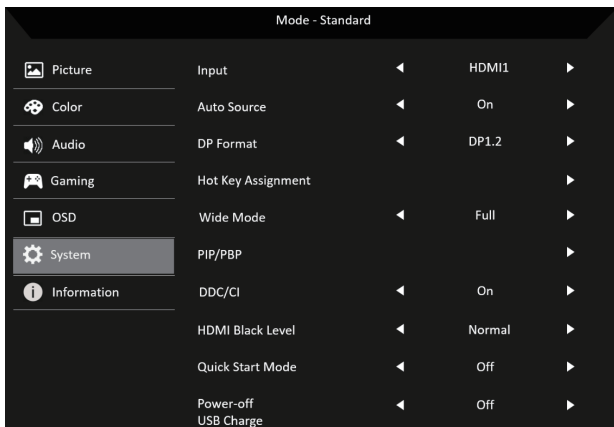 Mode - Standard
Picture
Color
Audio
Gaming
OSD
System
Information
Input HDMI1
Auto Source On
DP Format DP1.2
Hot Key Assignment
Wide Mode Full
PIP/PBP
DDC/CI On
HDMI Black Level Normal
Quick Start Mode Off
Power-off Off
USB Charge